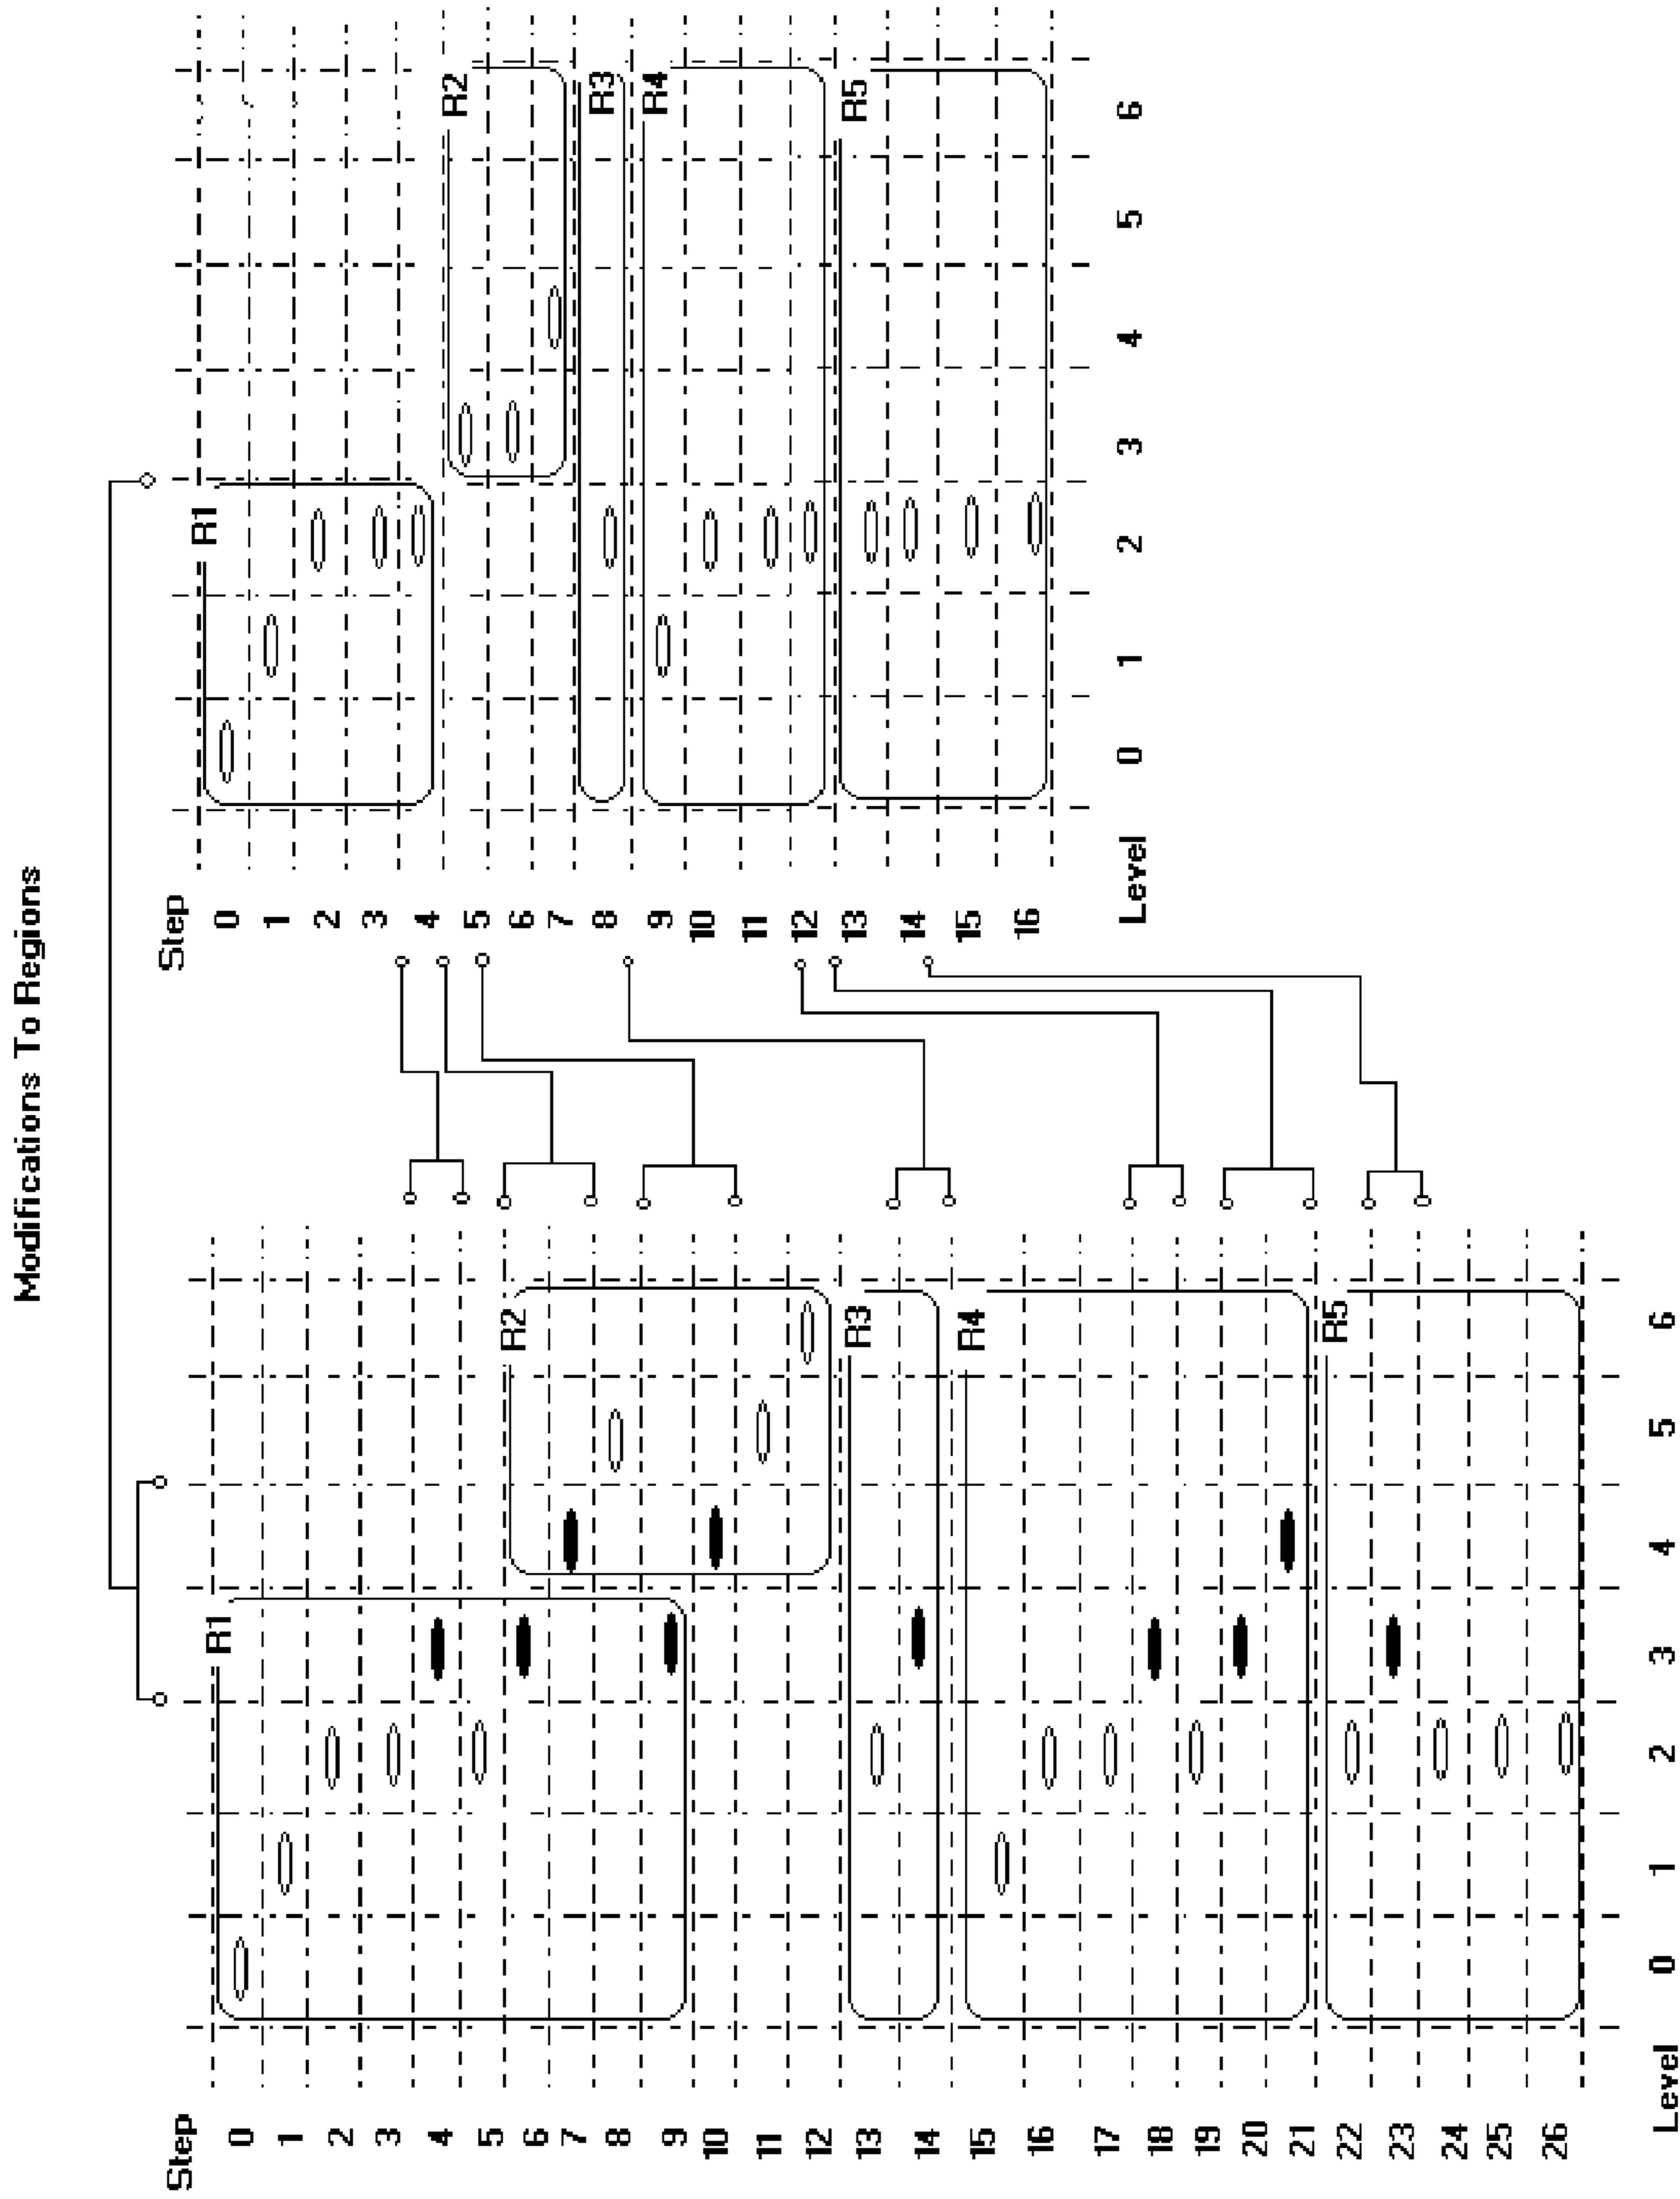 Modifications To Regions
Step
0
1
2
3
4
5
6
7
8
9
10
11
12
13
14
15
16
17
18
19
20
21
22
23
24
25
26
Level 0 1 2 3 4 5 6
R1
R2
R3
R4
R5
Step
0
1
2
3
4
5
6
7
8
9
10
11
12
13
14
15
16
Level 0 1 2 3 4 5 6
R1
R2
R3
R4
R5